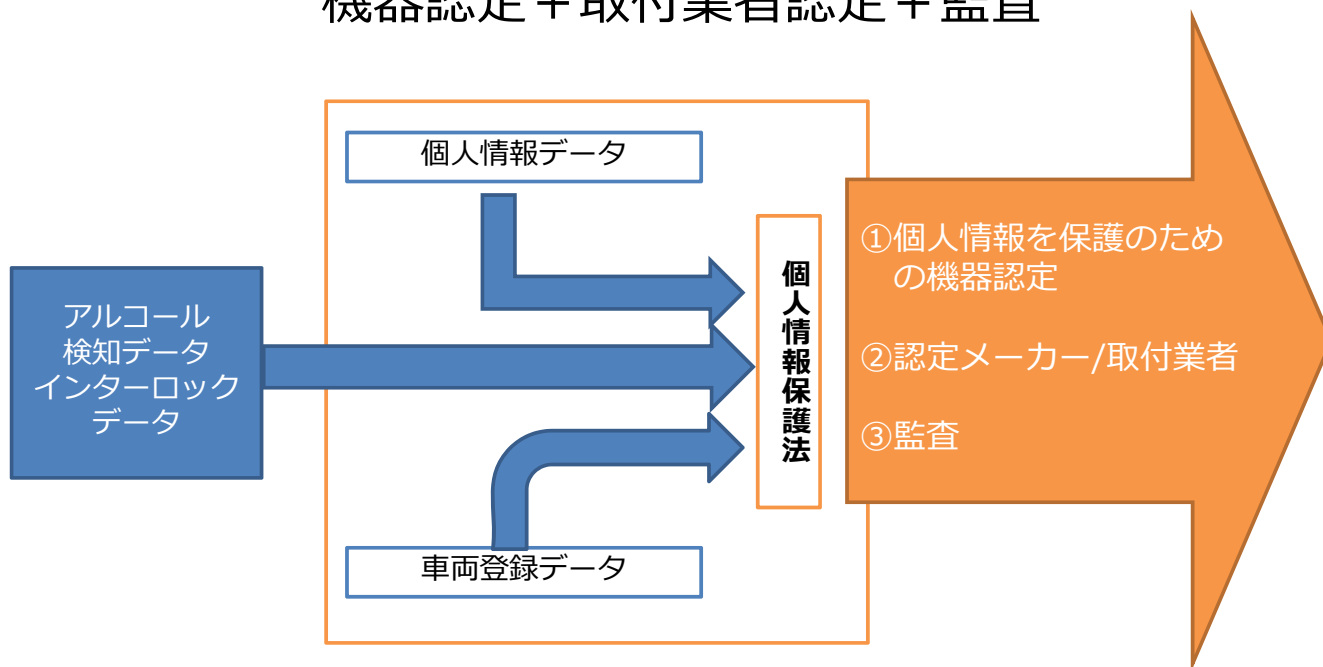 機器認定＋取付業者認定＋監査
個人情報データ
アルコール
検知データ
インターロック
データ
車両登録データ
個人情報保護法
①個人情報を保護のため
の機器認定
②認定メーカー/取付業者
③監査